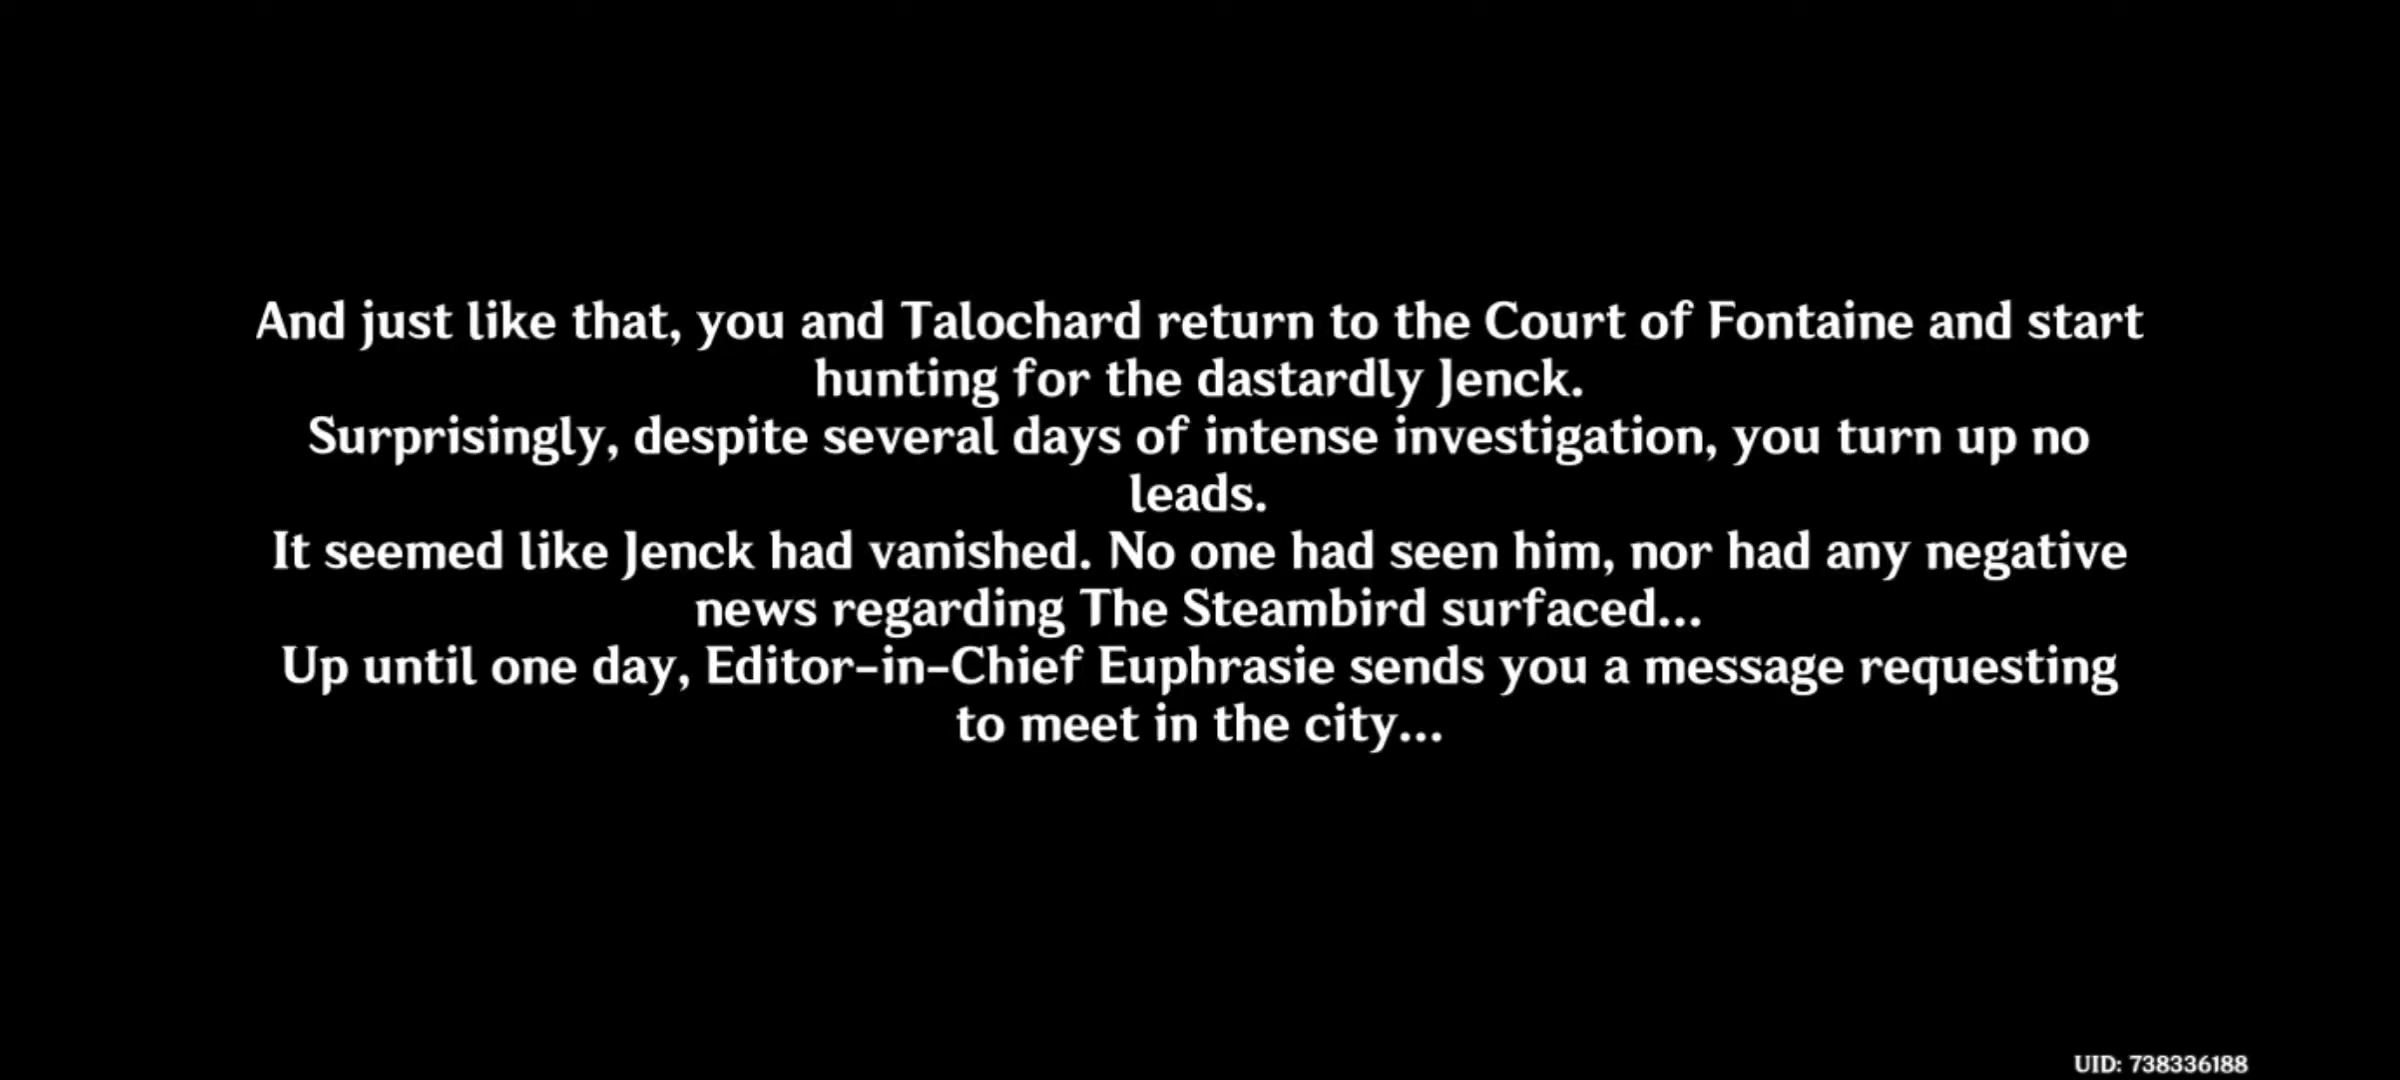 And just like that, you and Talochard return to the Court of Fontaine and start
hunting for the dastardly Jenck.
Surprisingly, despite several days of intense investigation, you turn up no
leads.
It seemed like Jenck had vanished. No one had seen him, nor had any negative
news regarding The Steambird surfaced...
Up until one day, Editor-in-Chief Euphrasie sends you a message requesting
to meet in the city...
UID: 738336188